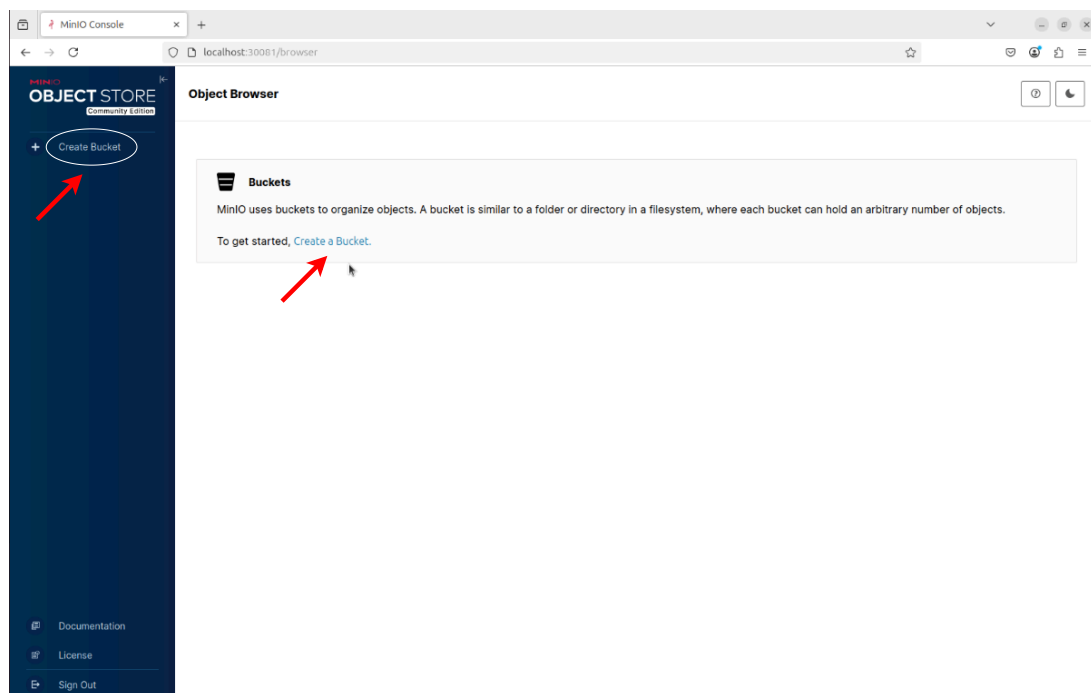 MinIO Console
localhost:30081/browser
MINIO
OBJECT STORE
Community Edition
Create Bucket
Object Browser
Buckets
MinIO uses buckets to organize objects. A bucket is similar to a folder or directory in a filesystem, where each bucket can hold an arbitrary number of objects.
To get started, Create a Bucket.
Documentation
License
Sign Out